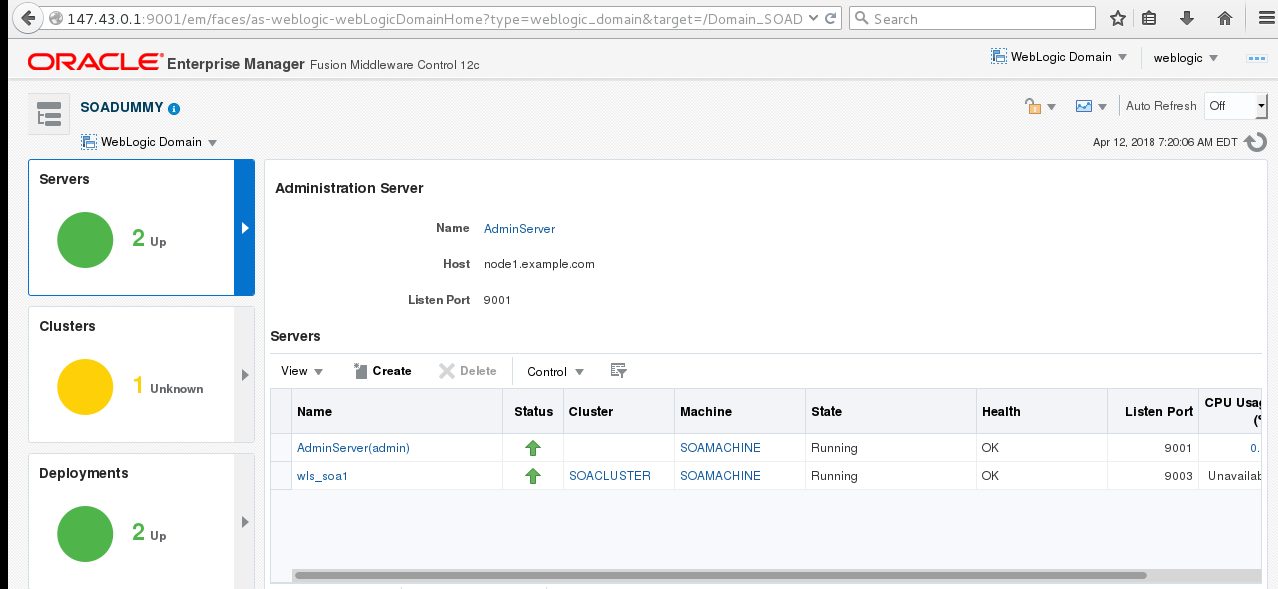 147.43.0.1:9001/em/faces/as-weblogic-webLogicDomainHome?type=weblogic_domain&target=/Domain_SOAD
Search
ORACLE® Enterprise Manager Fusion Middleware Control 12c
WebLogic Domain
weblogic
SOADUMMY
Auto Refresh Off
WebLogic Domain
Apr 12, 2018 7:20:06 AM EDT
Servers
2 Up
Clusters
1 Unknown
Deployments
2 Up
Administration Server
Name AdminServer
Host node1.example.com
Listen Port 9001
Servers
View Create Delete Control
Name Status Cluster Machine State Health Listen Port CPU Usag
(%
AdminServer(admin) SOAMACHINE Running OK 9001 0.
wls_soa1 SOACLUSTER SOAMACHINE Running OK 9003 Unavailab